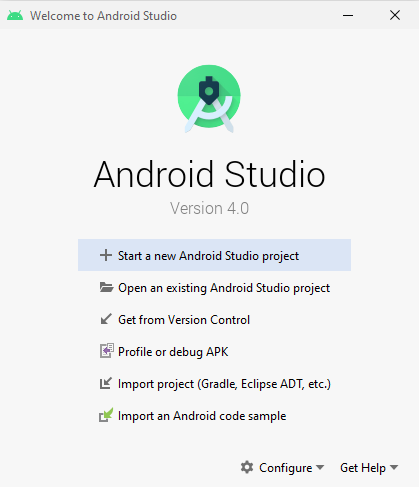 Welcome to Android Studio
Android Studio
Version 4.0
Start a new Android Studio project
Open an existing Android Studio project
Get from Version Control
Profile or debug APK
Import project (Gradle, Eclipse ADT, etc.)
Import an Android code sample
Configure Get Help